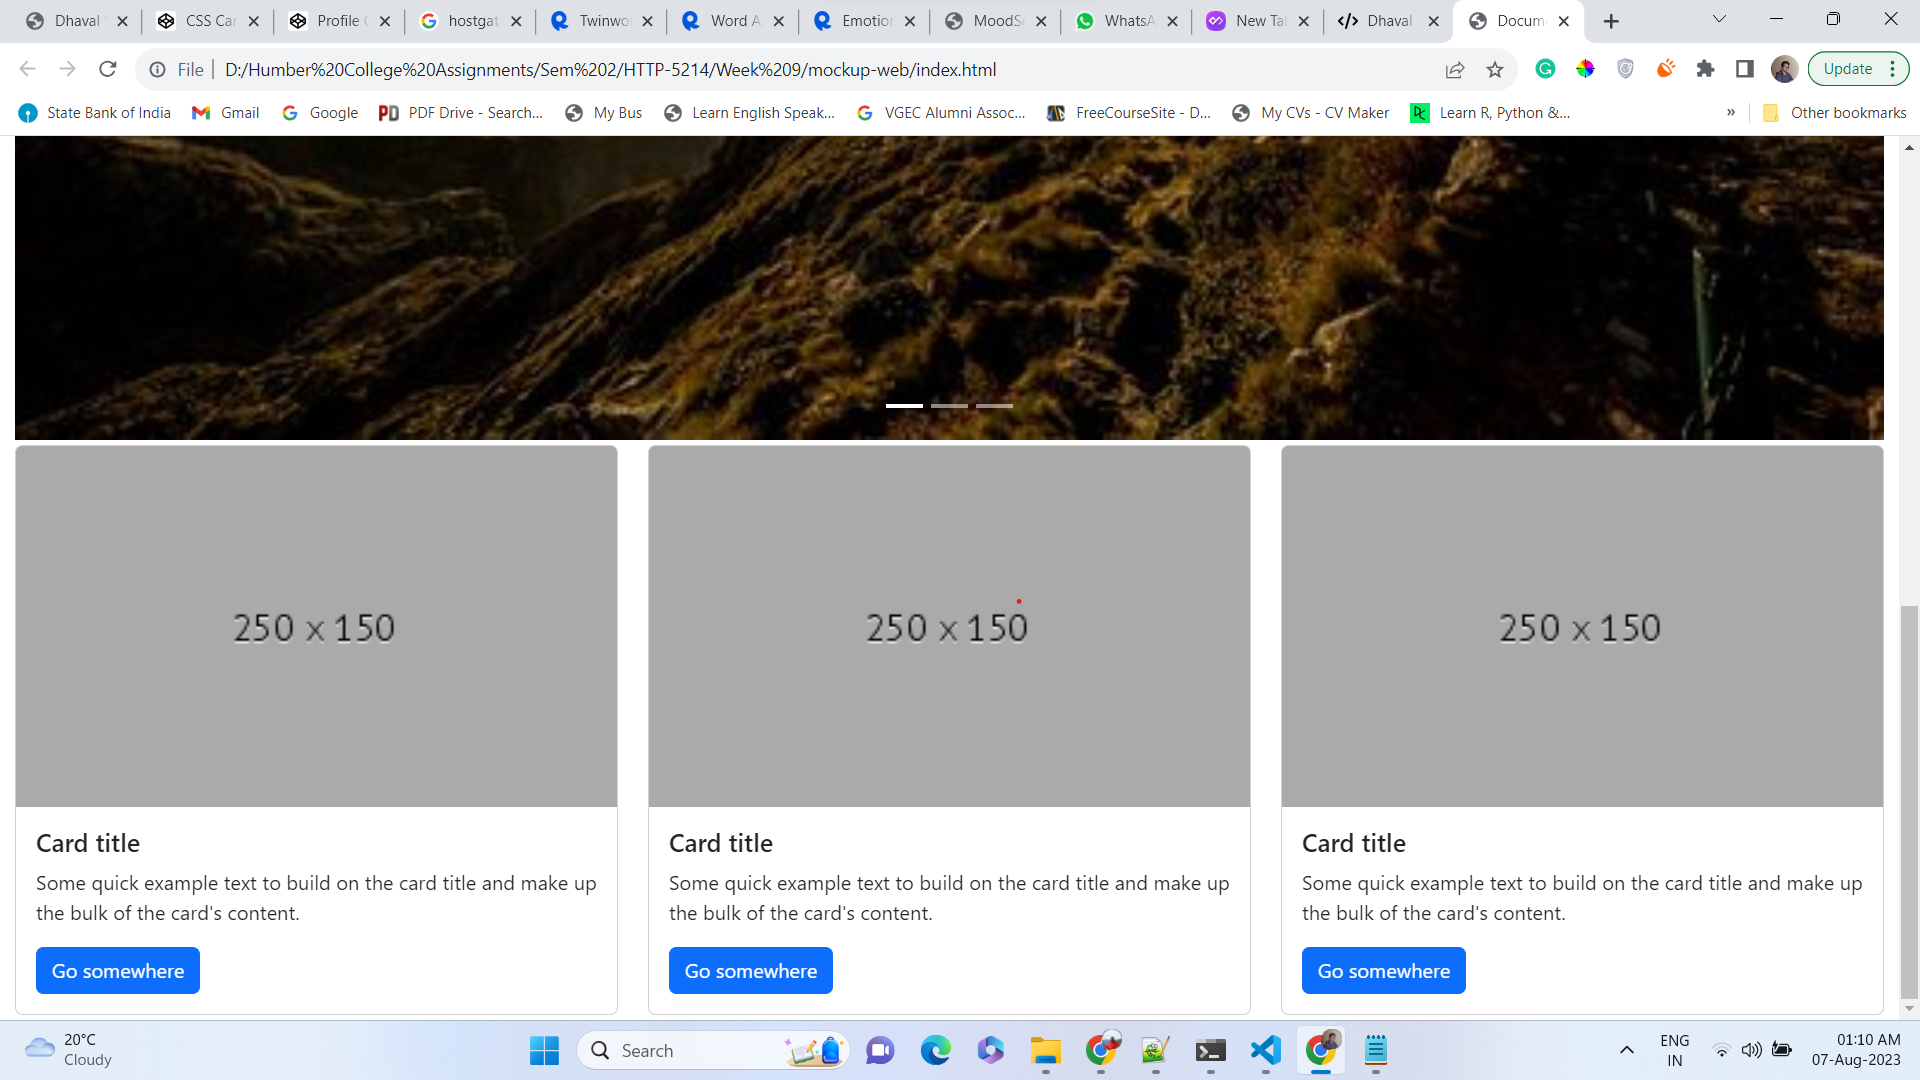 Dhaval
CSS Car
Profile
hostgat
Twinwo
Word A
Emotion
MoodSe
WhatsA
New Tal
Dhaval
Docum
File
D:/Humber%20College%20Assignments/Sem%202/HTTP-5214/Week%209/mockup-web/index.html
Update
State Bank of India
Gmail
Google
PDF Drive - Search...
My Bus
Learn English Speak...
VGEC Alumni Assoc...
FreeCourseSite - D...
My CVs - CV Maker
Learn R, Python &...
»
Other bookmarks
250 x 150
250 x 150
250 x 150
Card title
Some quick example text to build on the card title and make up
the bulk of the card's content.
Go somewhere
Card title
Some quick example text to build on the card title and make up
the bulk of the card's content.
Go somewhere
Card title
Some quick example text to build on the card title and make up
the bulk of the card's content.
Go somewhere
20°C
Cloudy
Search
ENG
IN
01:10 AM
07-Aug-2023